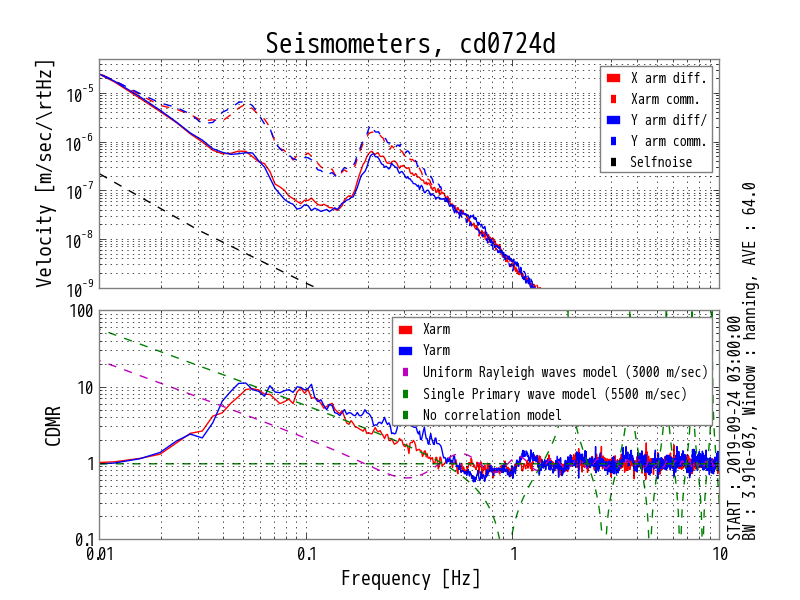 Seismometers, cd0724d
Velocity [m/sec/\rtHz]
10^-5
10^-6
10^-7
10^-8
10^-9
X arm diff.
Xarm comm.
Y arm diff/
Y arm comm.
Selfnoise
CDMR
100
10
1
0.1
Xarm
Yarm
Uniform Rayleigh waves model (3000 m/sec)
Single Primary wave model (5500 m/sec)
No correlation model
0.01
0.1
1
10
Frequency [Hz]
START : 2019-09-24 03:00:00
BW : 3.91e-03, Window : hanning, AVE : 64.0